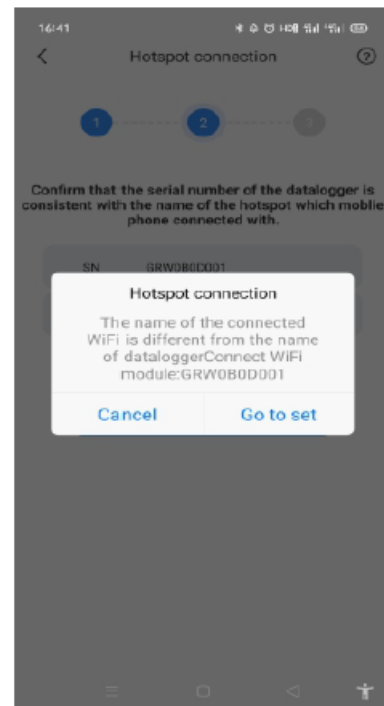 16:41
Hotspot connection
1
2
3
Confirm that the serial number of the datalogger is
consistent with the name of the hotspot which moblie
phone connected with.
SN GRW0B0D001
Hotspot connection
The name of the connected
WiFi is different from the name
of dataloggerConnect WiFi
module:GRW0B0D001
Cancel Go to set